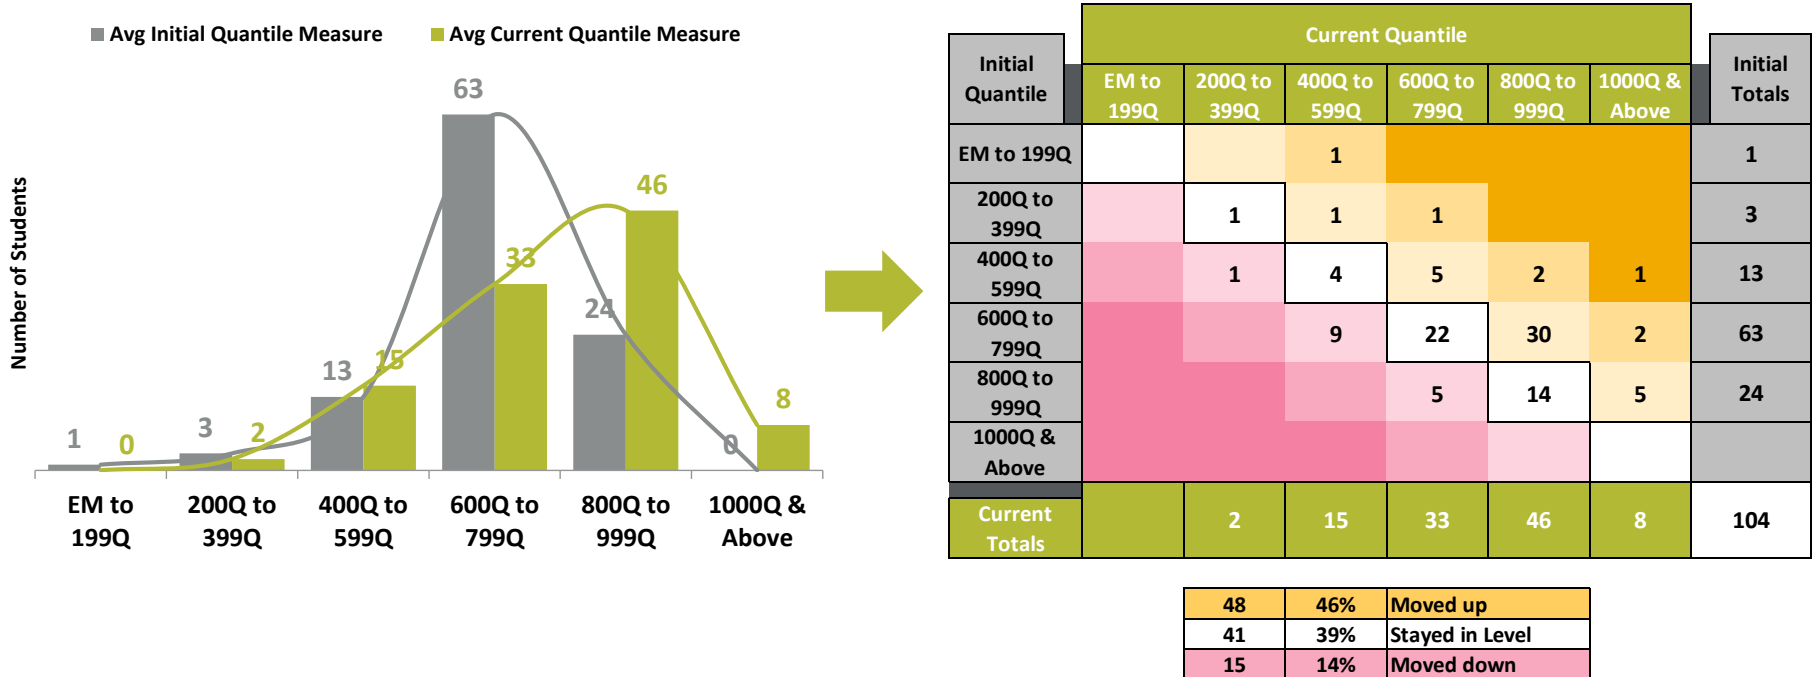 Avg Initial Quantile Measure Avg Current Quantile Measure
Number of Students
1 0 3 2 13 15 63 33 24 46 0 8
EM to 200Q to 400Q to 600Q to 800Q to 1000Q &
199Q 399Q 599Q 799Q 999Q Above
Current Quantile
Initial
Quantile
EM to 200Q to 400Q to 600Q to 800Q to 1000Q &
199Q 399Q 599Q 799Q 999Q Above
Initial
Totals
EM to 199Q 1 1
200Q to
399Q
1 1 1 3
400Q to
599Q
1 4 5 2 1 13
600Q to
799Q
9 22 30 2 63
800Q to
999Q
5 14 5 24
1000Q &
Above
Current
Totals
2 15 33 46 8 104
48 46% Moved up
41 39% Stayed in Level
15 14% Moved down